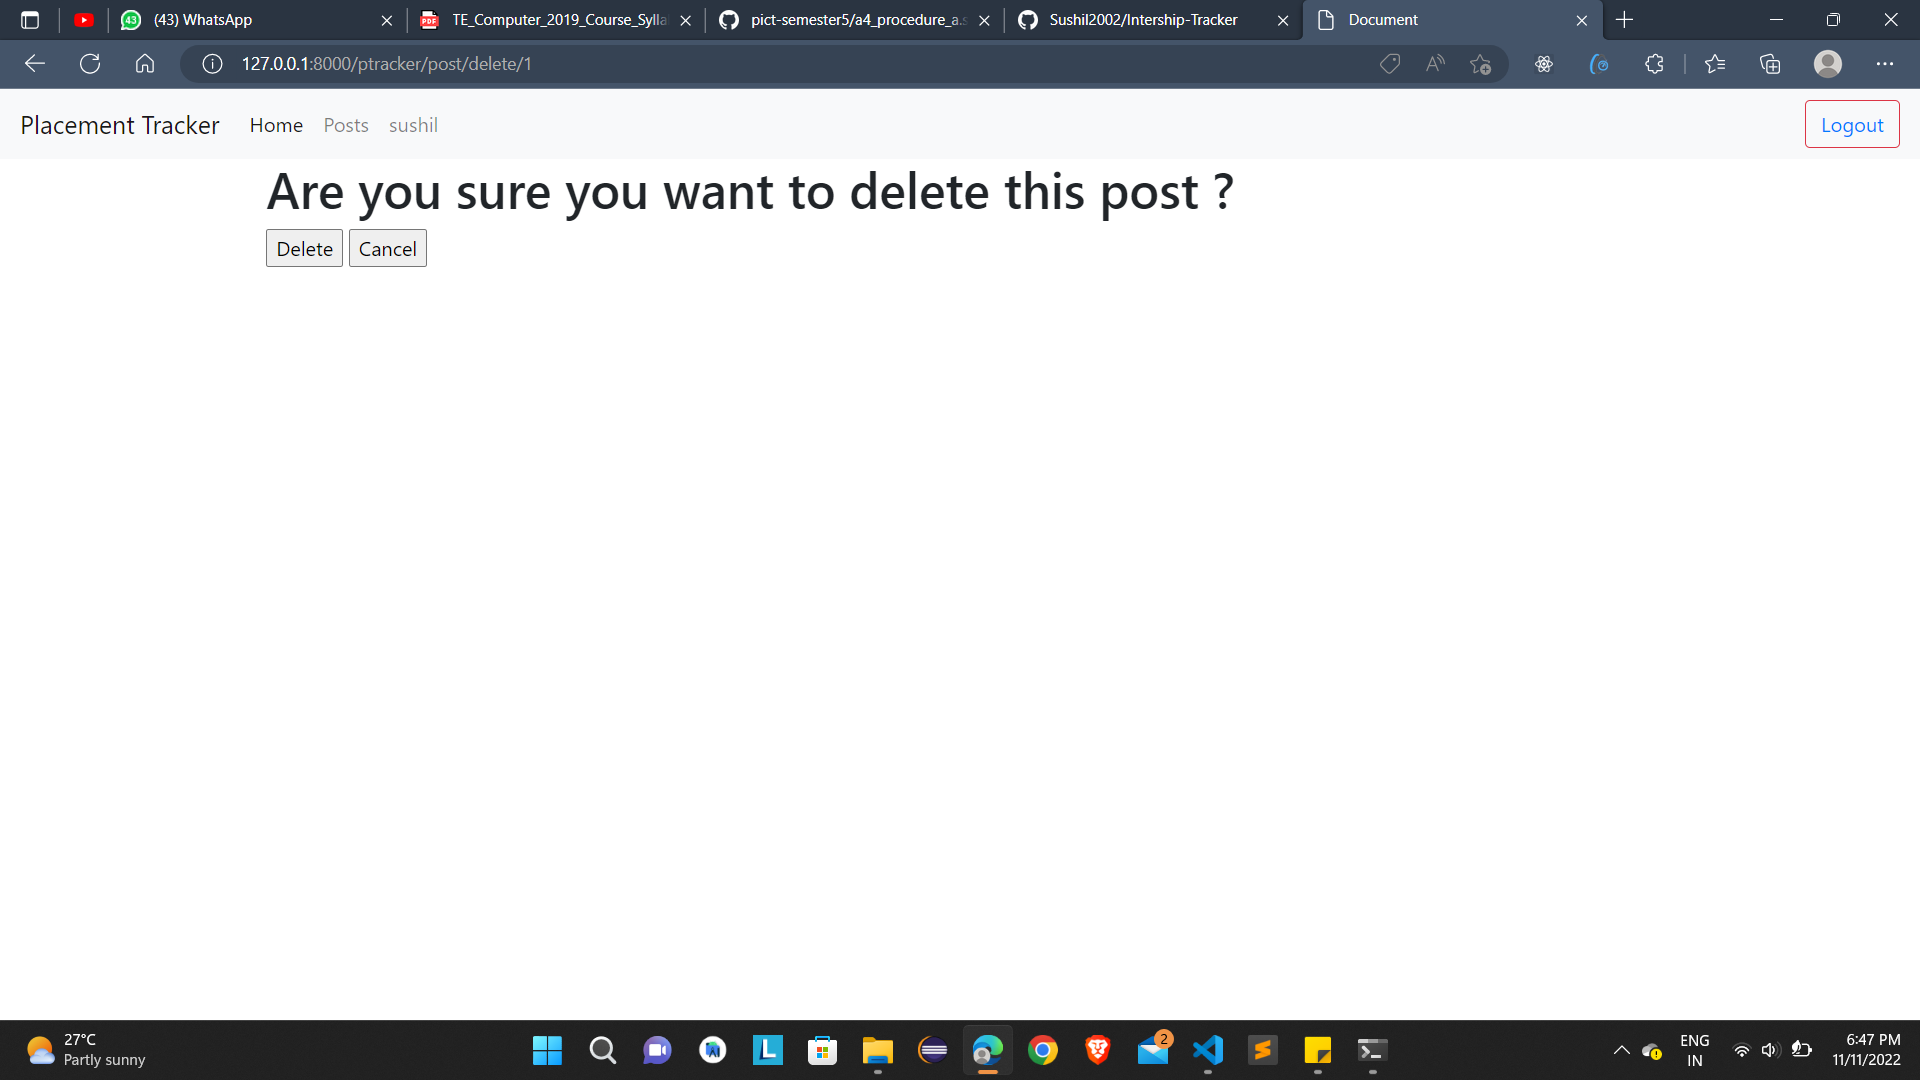 43 (43) WhatsApp
PDF TE_Computer_2019_Course_Sylla
pict-semester5/a4_procedure_a.s
Sushil2002/Intership-Tracker
Document
127.0.0.1:8000/ptracker/post/delete/1
Placement Tracker Home Posts sushil Logout
Are you sure you want to delete this post ?
Delete Cancel
27°C
Partly sunny
L
2
ENG
IN
6:47 PM
11/11/2022